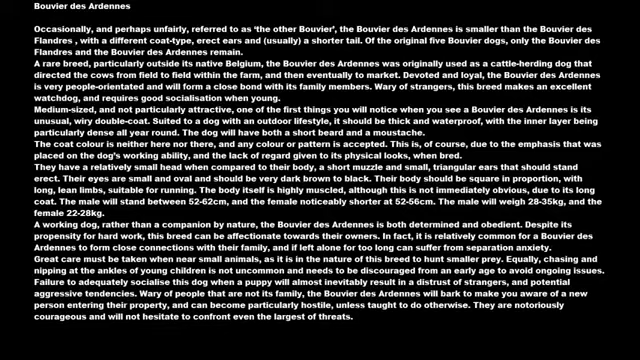 Bouvier des Ardennes
Occasionally, and perhaps unfairly, referred to as ‘the other Bouvier’, the Bouvier des Ardennes is smaller than the Bouvier des
Flandres , with a different coat-type, erect ears and (usually) a shorter tail. Of the original five Bouvier dogs, only the Bouvier des
Flandres and the Bouvier des Ardennes remain.
A rare breed, particularly outside its native Belgium, the Bouvier des Ardennes was originally used as a cattle-herding dog that
directed the cows from field to field within the farm, and then eventually to market. Devoted and loyal, the Bouvier des Ardennes is
very people-orientated and will form a close bond with its family members. Wary of strangers, this breed makes an excellent
watchdog, and requires good socialisation when young.
Medium-sized, and not particularly attractive, one of the first things you will notice when you see a Bouvier des Ardennes is its
unusual, wiry double-coat. Suited to a dog with an outdoor lifestyle, it should be thick and waterproof, with the inner layer being
particularly dense all year round. The dog will have both a short beard and a moustache.
The coat colour is neither here nor there, and any colour or pattern is accepted. This is, of course, due to the emphasis that was
placed on the dog’s working ability, and the lack of regard given to its physical looks, when bred.
They have a relatively small head when compared to their body, a short muzzle and small, triangular ears that should stand
erect. Their eyes are small and oval and should be very dark brown to black. Their body should be square in proportion, with
long, lean limbs, suitable for running. The body itself is highly muscled, although this is not immediately obvious, due to its long
coat. The male will stand between 52-62cm, and the female noticeably shorter at 52-56cm. The male will weigh 28-35kg, and the
female 22-28kg.
A working dog, rather than a companion by nature, the Bouvier des Ardennes is both determined and obedient. Despite its
propensity for hard work, this breed can be affectionate towards their owners. In fact, it is relatively common for a Bouvier des
Ardennes to form close connections with their family, and if left alone for too long can suffer from separation anxiety.
Great care must be taken when near small animals, as it is in the nature of this breed to hunt smaller prey. Equally, chasing and
nipping at the ankles of young children is not uncommon and needs to be discouraged from an early age to avoid ongoing issues.
Failure to adequately socialise this dog when a puppy will almost inevitably result in a distrust of strangers, and potential
aggressive tendencies. Wary of people that are not its family, the Bouvier des Ardennes will bark to make you aware of a new
person entering their property, and can become particularly hostile, unless taught to do otherwise. They are notoriously
courageous and will not hesitate to confront even the largest of threats.